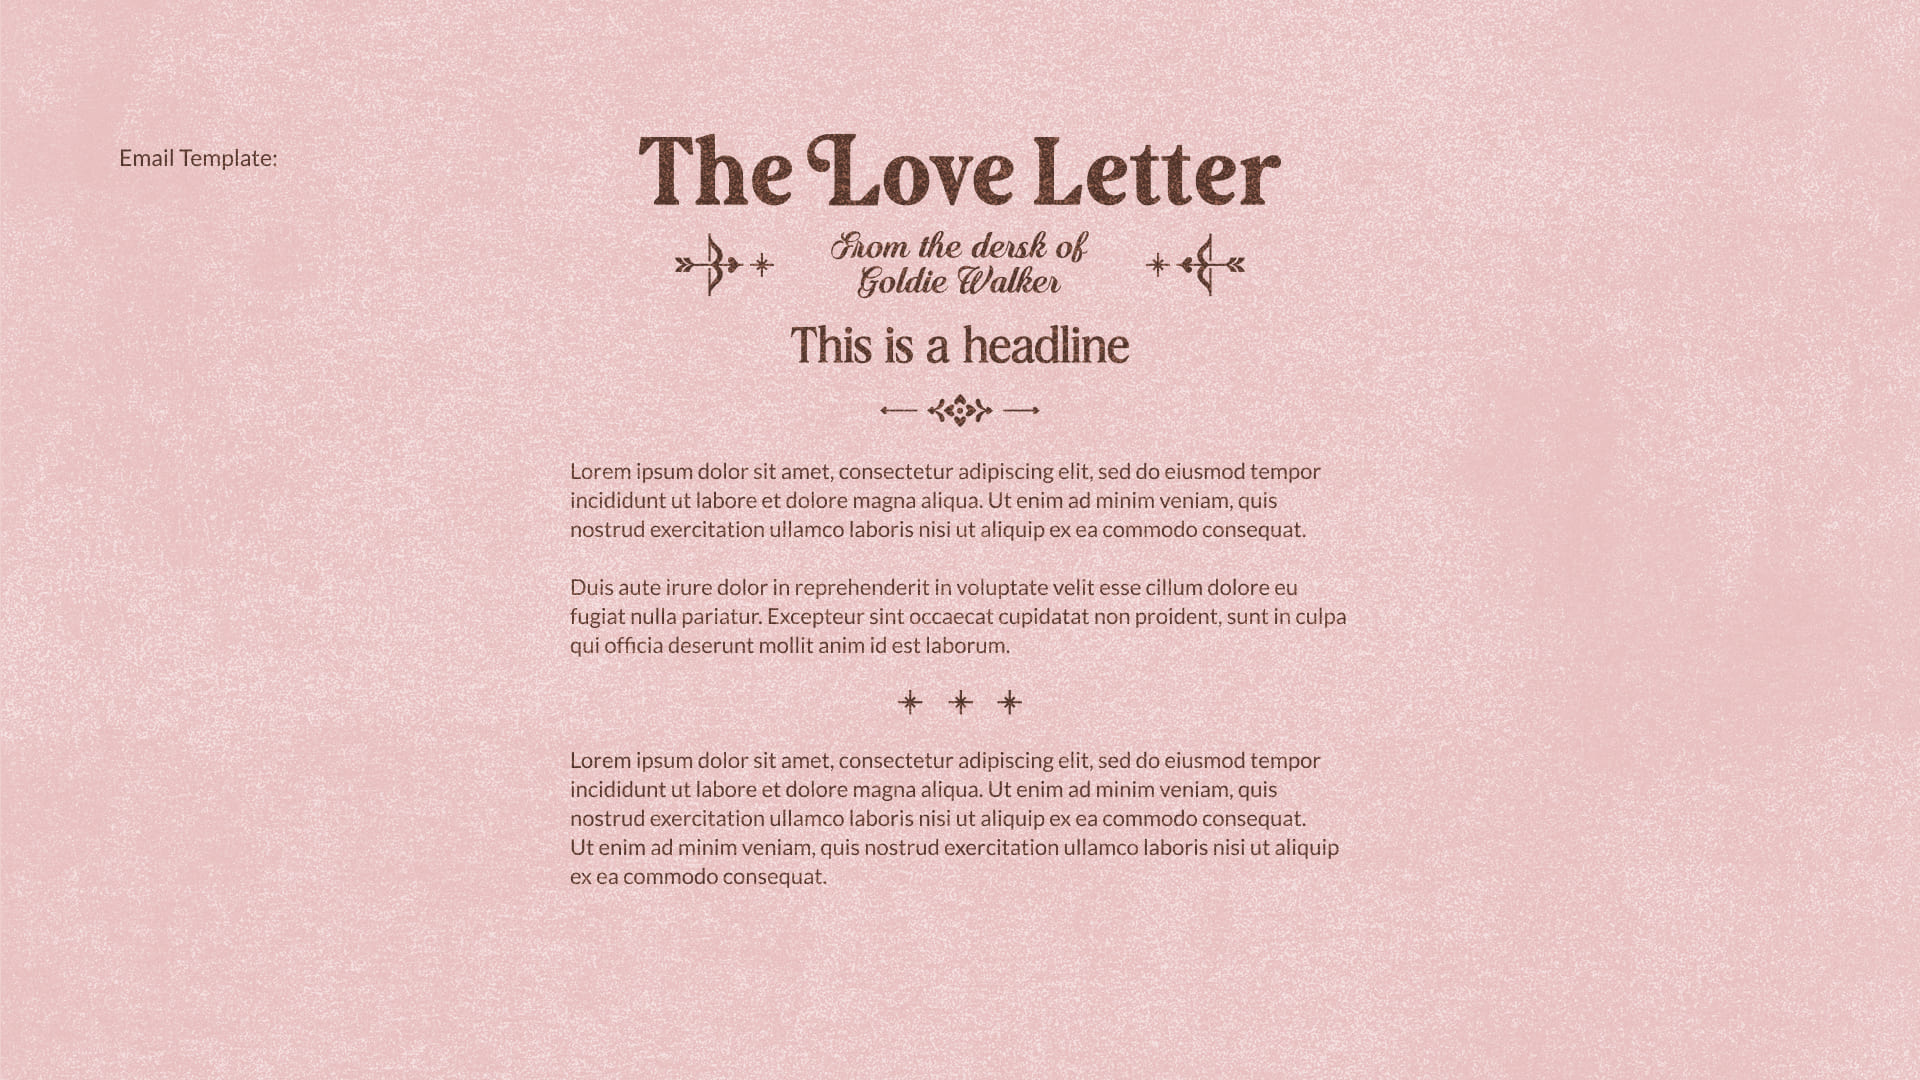 Email Template:
The Love Letter
From the dersk of
Goldie Walker
This is a headline
Lorem ipsum dolor sit amet, consectetur adipiscing elit, sed do eiusmod tempor
incididunt ut labore et dolore magna aliqua. Ut enim ad minim veniam, quis
nostrud exercitation ullamco laboris nisi ut aliquip ex ea commodo consequat.
Duis aute irure dolor in reprehenderit in voluptate velit esse cillum dolore eu
fugiat nulla pariatur. Excepteur sint occaecat cupidatat non proident, sunt in culpa
qui officia deserunt mollit anim id est laborum.
Lorem ipsum dolor sit amet, consectetur adipiscing elit, sed do eiusmod tempor
incididunt ut labore et dolore magna aliqua. Ut enim ad minim veniam, quis
nostrud exercitation ullamco laboris nisi ut aliquip ex ea commodo consequat.
Ut enim ad minim veniam, quis nostrud exercitation ullamco laboris nisi ut aliquip
ex ea commodo consequat.